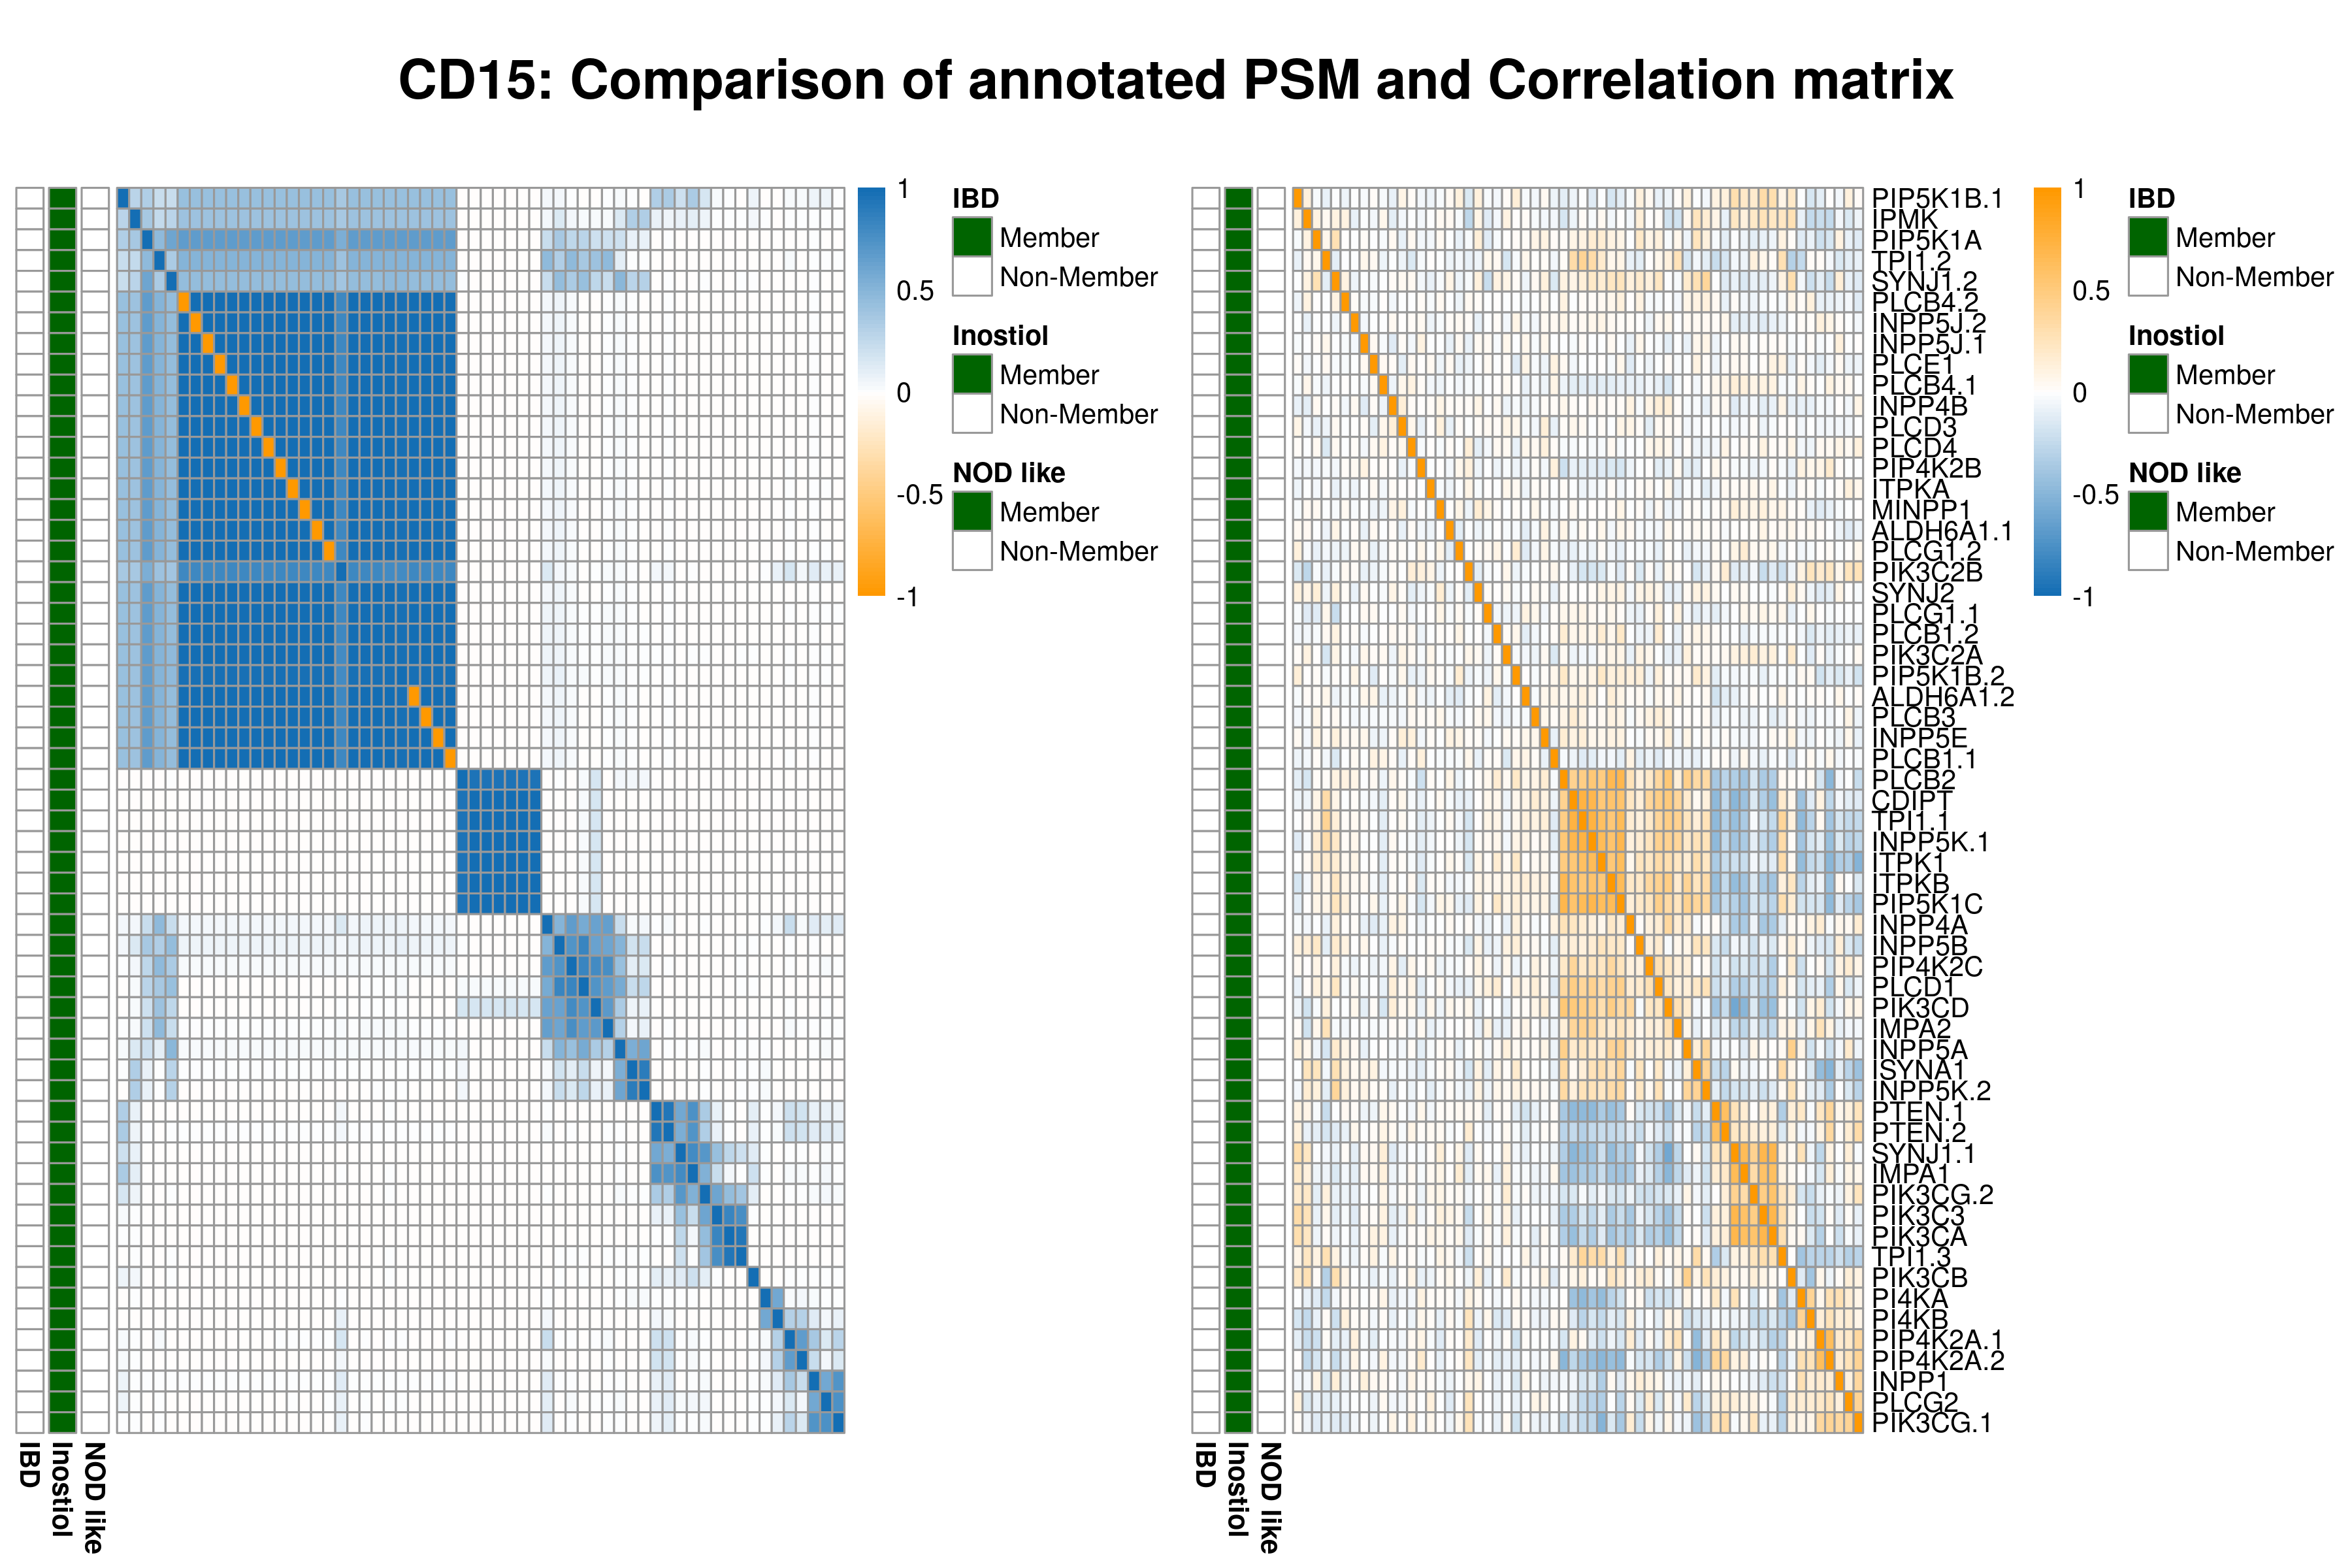 CD15: Comparison of annotated PSM and Correlation matrix
1
0.5
0
-0.5
-1
IBD
Member
Non-Member
Inostiol
Member
Non-Member
NOD like
Member
Non-Member
IBD
Inostiol
NOD like
PIP5K1B.1
IPMK
PIP5K1A
TPI1.2
SYNJ1.2
PLCB4.2
INPP5J.2
INPP5J.1
PLCE1
PLCB4.1
INPP4B
PLCD3
PLCD4
PIP4K2B
ITPKA
MINPP1
ALDH6A1.1
PLCG1.2
PIK3C2B
SYNJ2
PLCG1.1
PLCB1.2
PIK3C2A
PIP5K1B.2
ALDH6A1.2
PLCB3
INPP5E
PLCB1.1
PLCB2
CDIPT
TPI1.1
INPP5K.1
ITPK1
ITPKB
PIP5K1C
INPP4A
INPP5B
PIP4K2C
PLCD1
PIK3CD
IMPA2
INPP5A
ISYNA1
INPP5K.2
PTEN.1
PTEN.2
SYNJ1.1
IMPA1
PIK3CG.2
PIK3C3
PIK3CA
TPI1.3
PIK3CB
PI4KA
PI4KB
PIP4K2A.1
PIP4K2A.2
INPP1
PLCG2
PIK3CG.1
1
0.5
0
-0.5
-1
IBD
Member
Non-Member
Inostiol
Member
Non-Member
NOD like
Member
Non-Member
IBD
Inostiol
NOD like